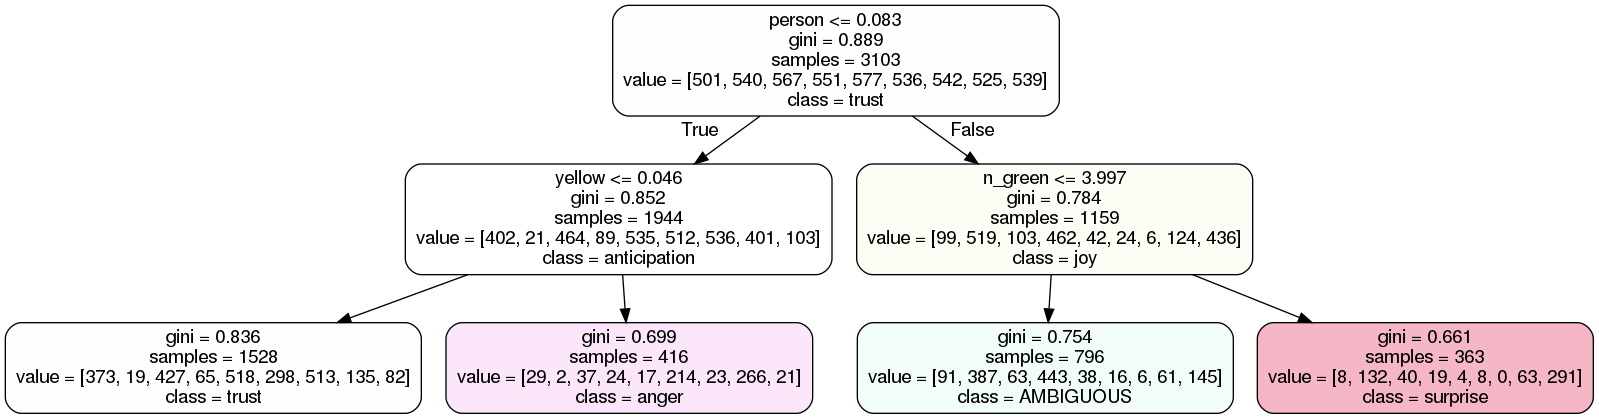 person <= 0.083
gini = 0.889
samples = 3103
value = [501, 540, 567, 551, 577, 536, 542, 525, 539]
class = trust
True
False
yellow <= 0.046
gini = 0.852
samples = 1944
value = [402, 21, 464, 89, 535, 512, 536, 401, 103]
class = anticipation
n_green <= 3.997
gini = 0.784
samples = 1159
value = [99, 519, 103, 462, 42, 24, 6, 124, 436]
class = joy
gini = 0.836
samples = 1528
value = [373, 19, 427, 65, 518, 298, 513, 135, 82]
class = trust
gini = 0.699
samples = 416
value = [29, 2, 37, 24, 17, 214, 23, 266, 21]
class = anger
gini = 0.754
samples = 796
value = [91, 387, 63, 443, 38, 16, 6, 61, 145]
class = AMBIGUOUS
gini = 0.661
samples = 363
value = [8, 132, 40, 19, 4, 8, 0, 63, 291]
class = surprise